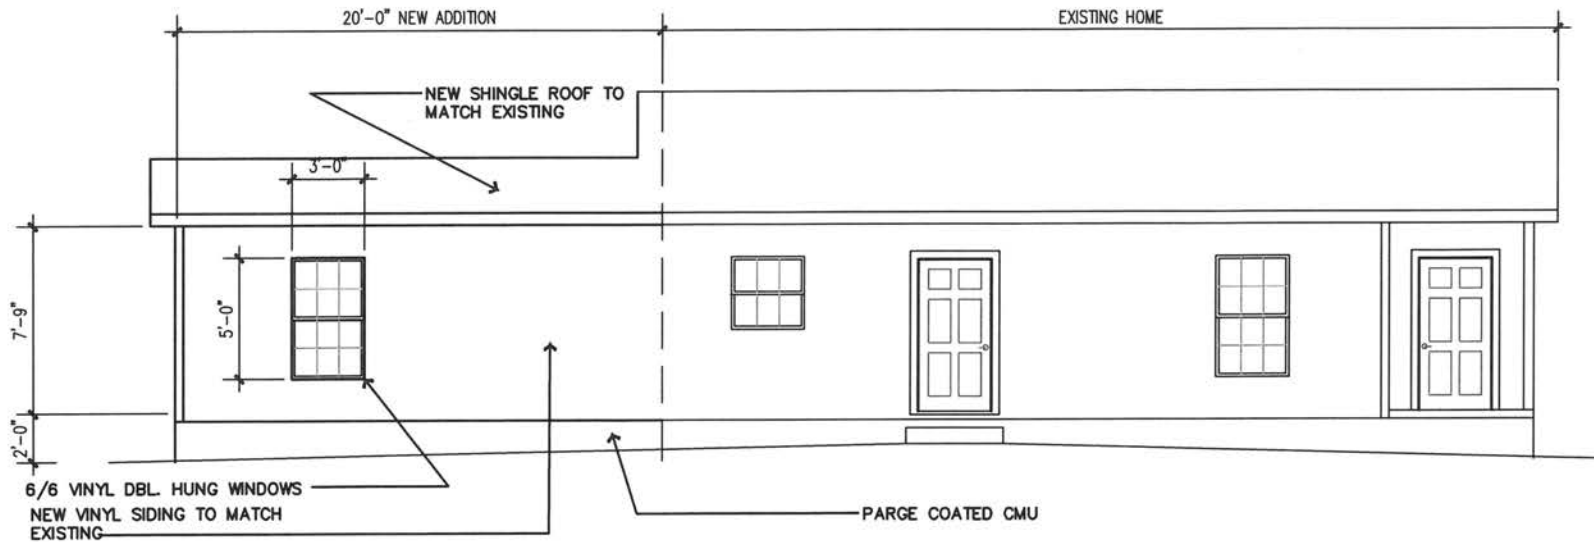 20'-0" NEW ADDITION
EXISTING HOME
NEW SHINGLE ROOF TO
MATCH EXISTING
3'-0"
7'-9"
5'-0"
2'-0"
6/6 VINYL DBL. HUNG WINDOWS
NEW VINYL SIDING TO MATCH
EXISTING
PARGE COATED CMU